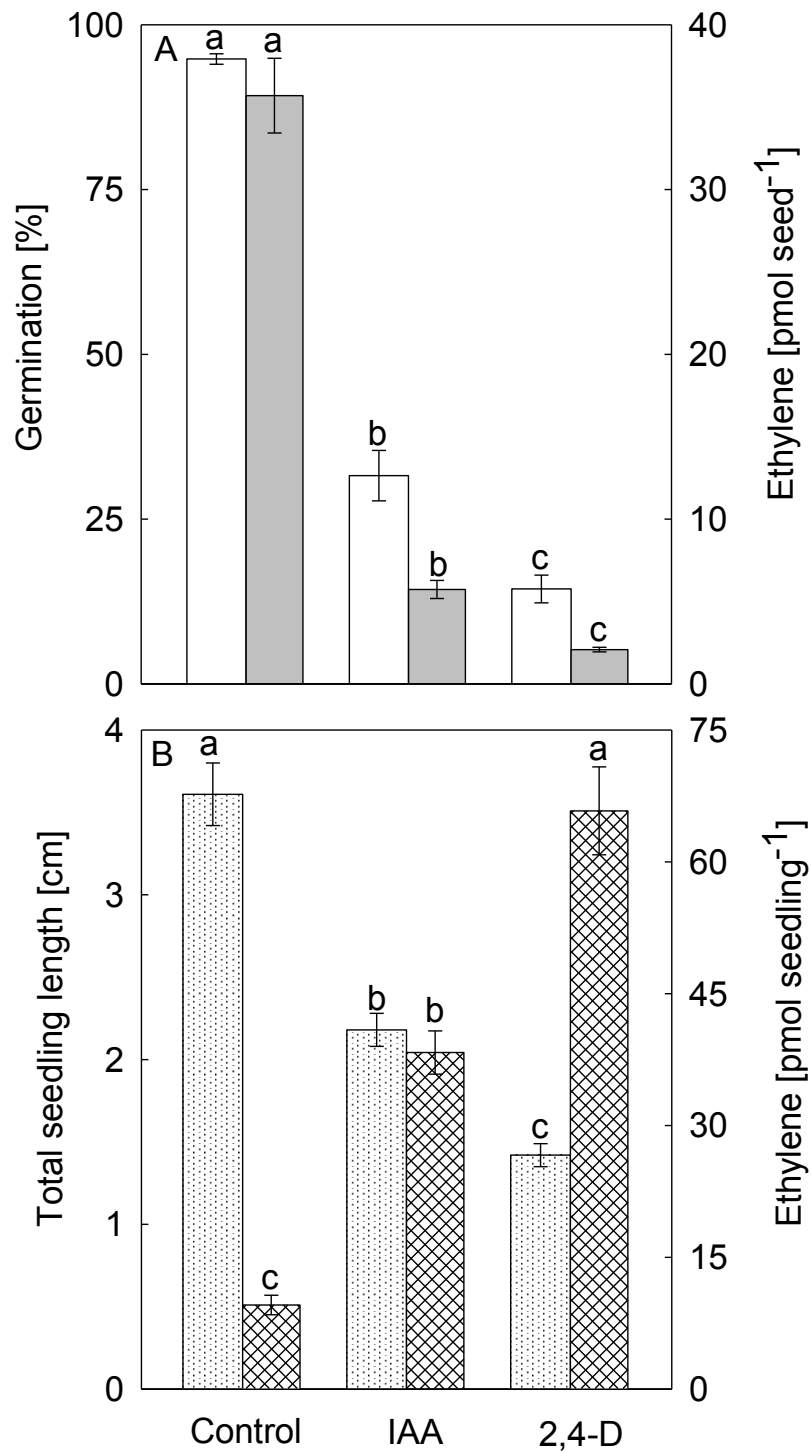 A
a
a
b
b
c
c
100
75
50
25
0
Germination [%]
40
30
20
10
0
Ethylene [pmol seed-1]
B
a
c
b
b
c
a
4
3
2
1
0
Total seedling length [cm]
75
60
45
30
15
0
Ethylene [pmol seedling-1]
Control
IAA
2,4-D